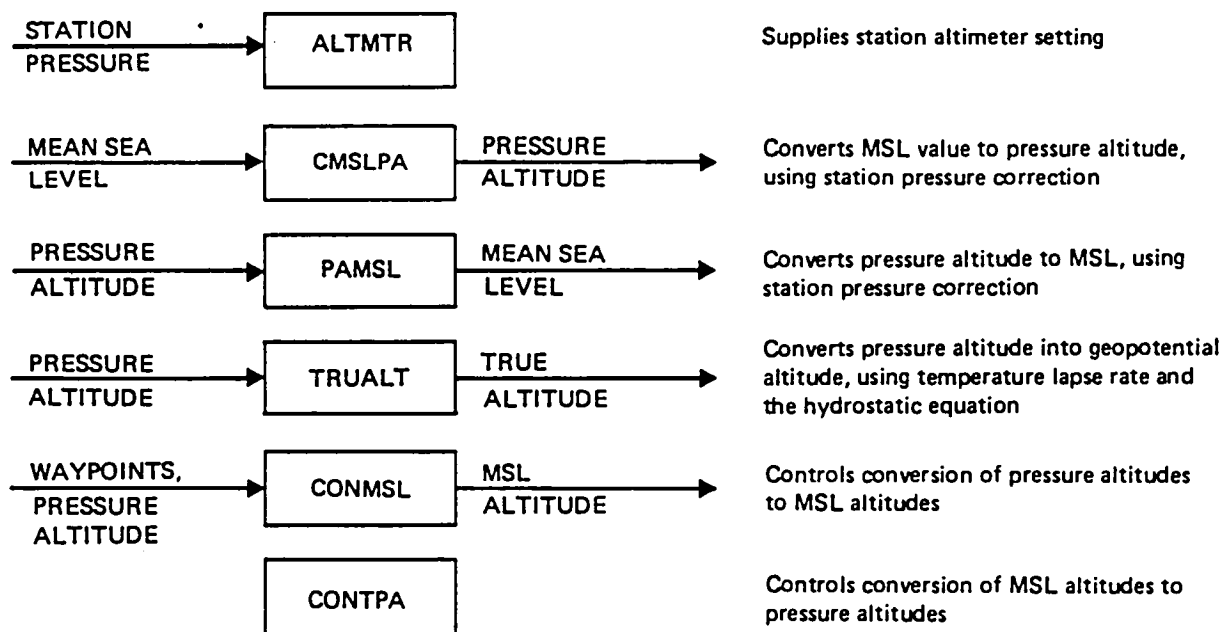 STATION
PRESSURE
ALTMTR
Supplies station altimeter setting
MEAN SEA
LEVEL
CMSLPA
PRESSURE
ALTITUDE
Converts MSL value to pressure altitude,
using station pressure correction
PRESSURE
ALTITUDE
PAMSL
MEAN SEA
LEVEL
Converts pressure altitude to MSL, using
station pressure correction
PRESSURE
ALTITUDE
TRUALT
TRUE
ALTITUDE
Converts pressure altitude into geopotential
altitude, using temperature lapse rate and
the hydrostatic equation
WAYPOINTS,
PRESSURE
ALTITUDE
CONMSL
MSL
ALTITUDE
Controls conversion of pressure altitudes
to MSL altitudes
CONTPA
Controls conversion of MSL altitudes to
pressure altitudes